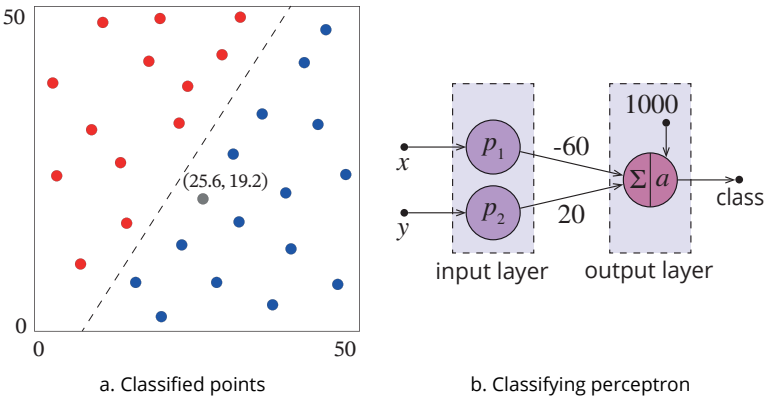 50
(25.6, 19.2)
0
0
50
a. Classified points
1000
x
p1
-60
Σ a
class
y
p2
20
input layer
output layer
b. Classifying perceptron